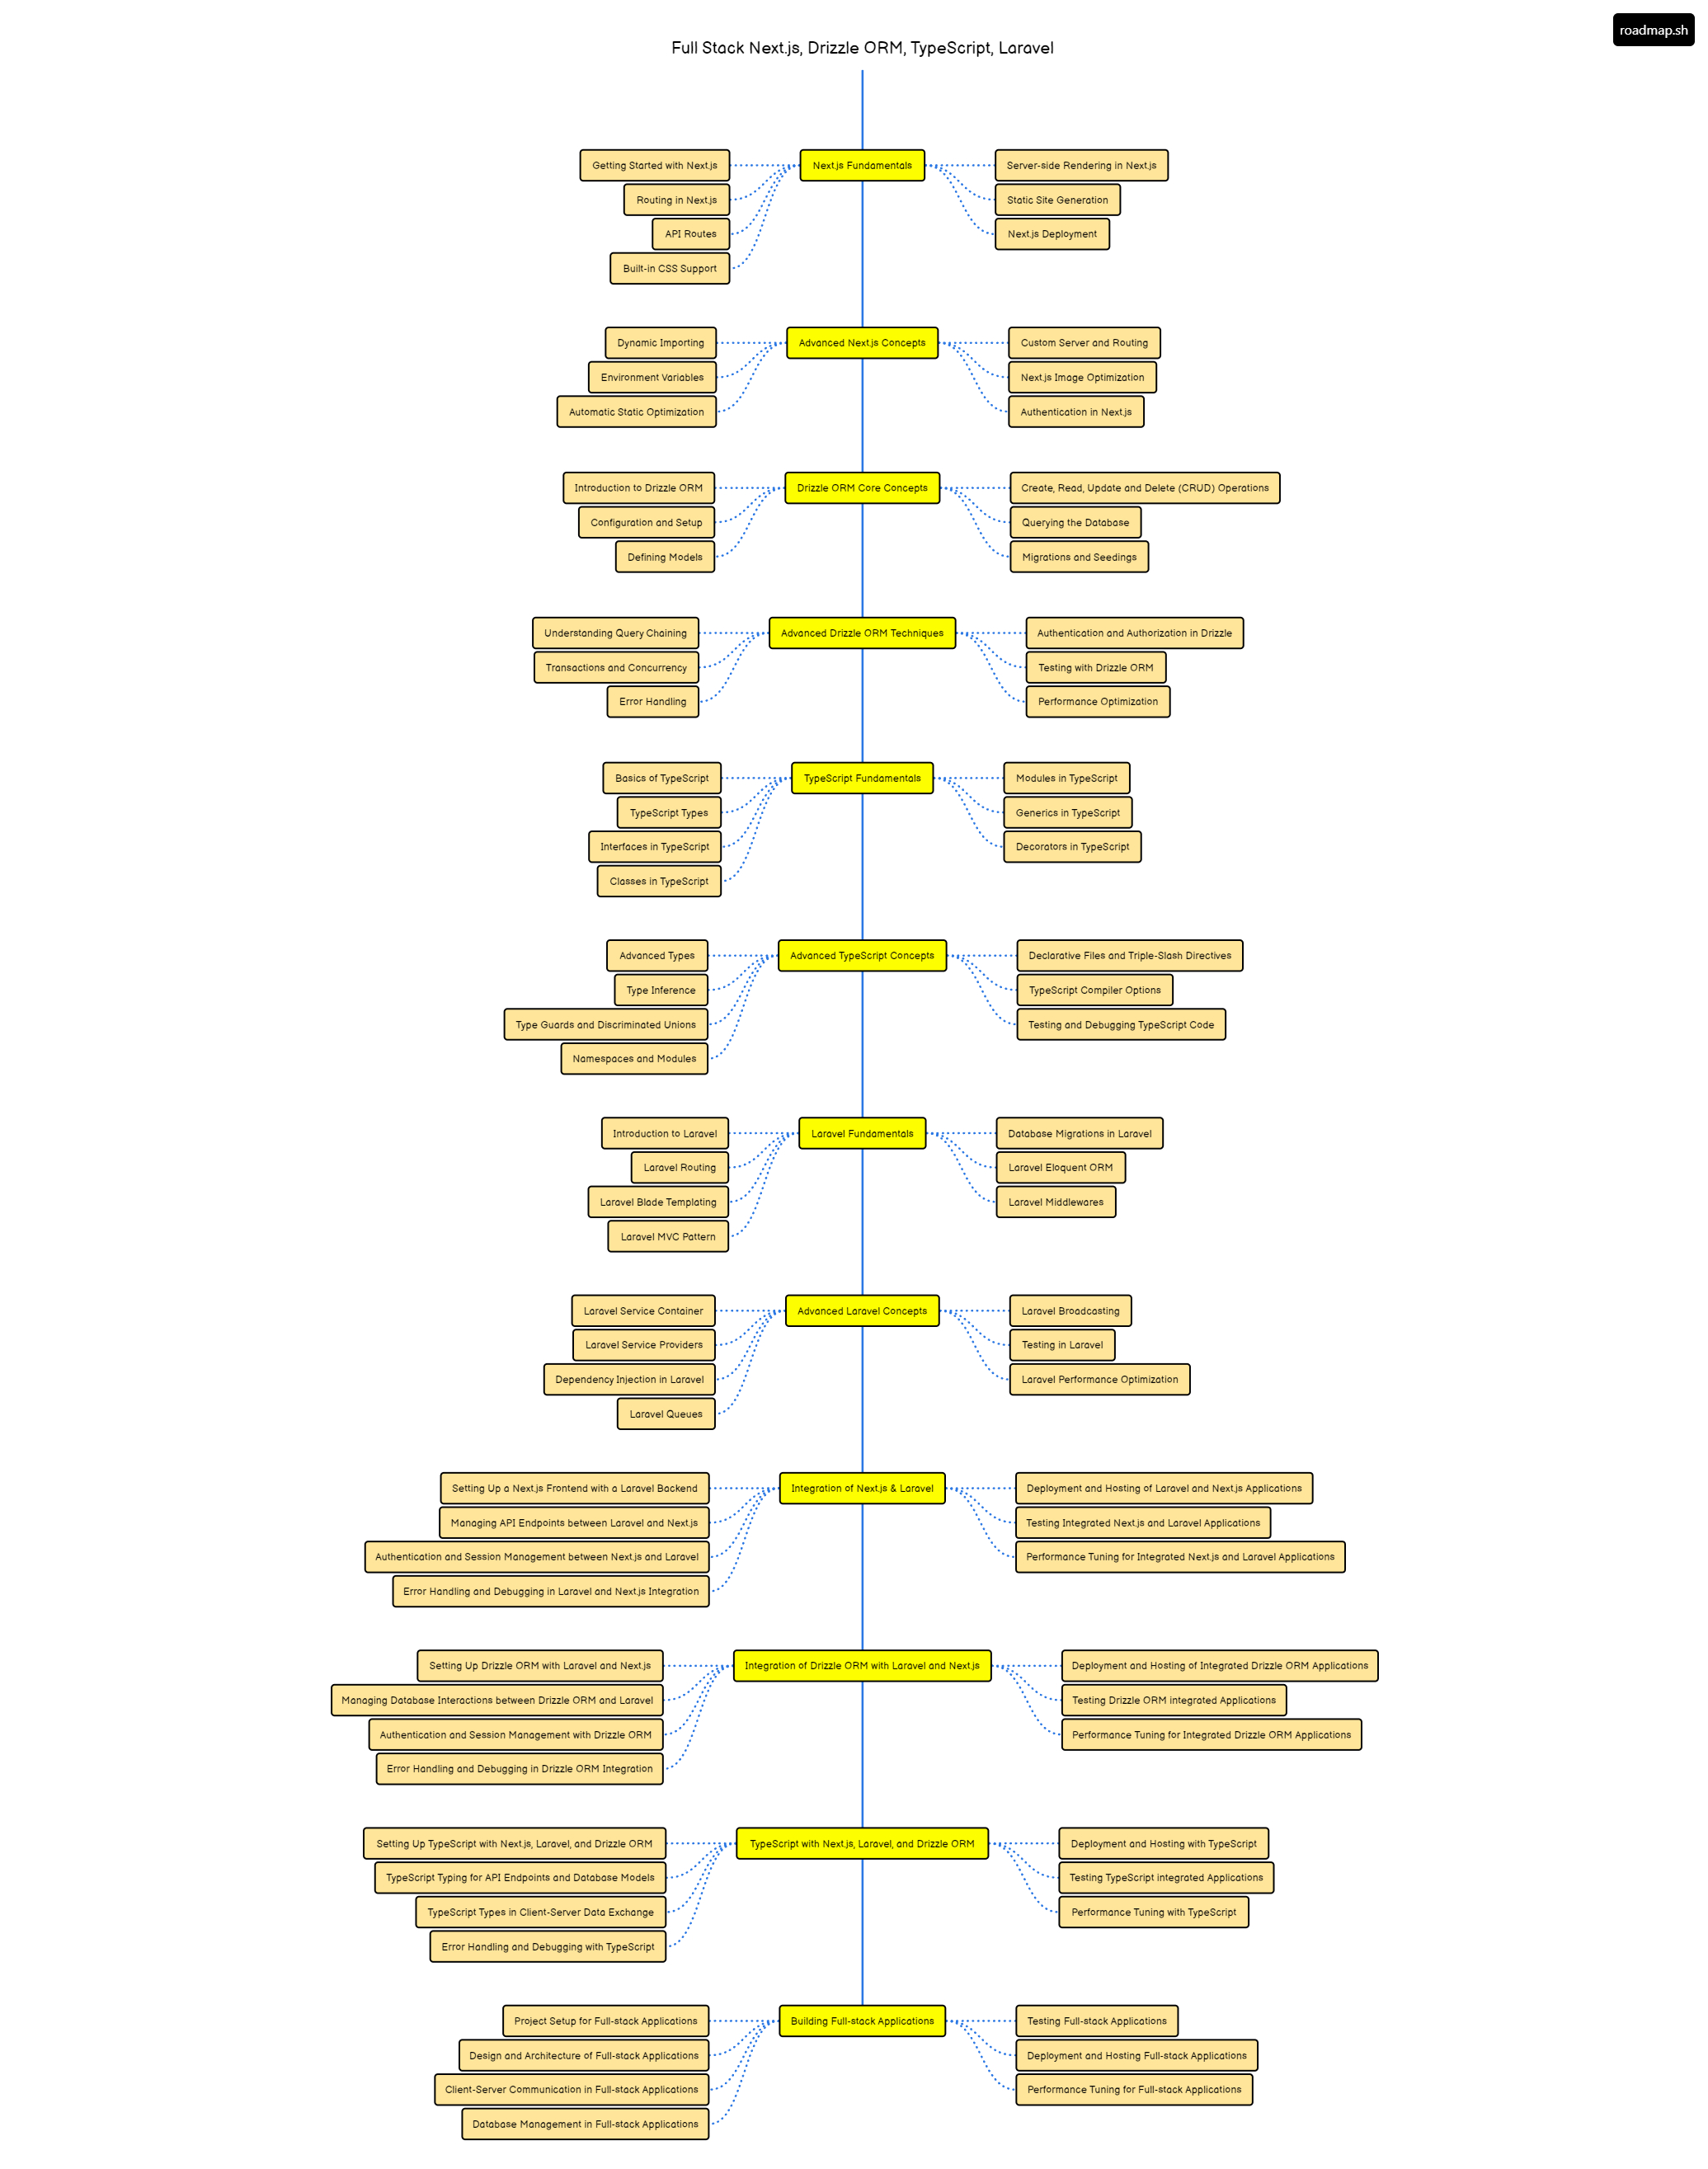 roadmap.sh
Full Stack Next.js, Drizzle ORM, TypeScript, Laravel
Next.js Fundamentals
Getting Started with Next.js
Routing in Next.js
API Routes
Built-in CSS Support
Server-side Rendering in Next.js
Static Site Generation
Next.js Deployment
Advanced Next.js Concepts
Dynamic Importing
Environment Variables
Automatic Static Optimization
Custom Server and Routing
Next.js Image Optimization
Authentication in Next.js
Drizzle ORM Core Concepts
Introduction to Drizzle ORM
Configuration and Setup
Defining Models
Create, Read, Update and Delete (CRUD) Operations
Querying the Database
Migrations and Seedings
Advanced Drizzle ORM Techniques
Understanding Query Chaining
Transactions and Concurrency
Error Handling
Authentication and Authorization in Drizzle
Testing with Drizzle ORM
Performance Optimization
TypeScript Fundamentals
Basics of TypeScript
TypeScript Types
Interfaces in TypeScript
Classes in TypeScript
Modules in TypeScript
Generics in TypeScript
Decorators in TypeScript
Advanced TypeScript Concepts
Advanced Types
Type Inference
Type Guards and Discriminated Unions
Namespaces and Modules
Declarative Files and Triple-Slash Directives
TypeScript Compiler Options
Testing and Debugging TypeScript Code
Laravel Fundamentals
Introduction to Laravel
Laravel Routing
Laravel Blade Templating
Laravel MVC Pattern
Database Migrations in Laravel
Laravel Eloquent ORM
Laravel Middlewares
Advanced Laravel Concepts
Laravel Service Container
Laravel Service Providers
Dependency Injection in Laravel
Laravel Queues
Laravel Broadcasting
Testing in Laravel
Laravel Performance Optimization
Integration of Next.js & Laravel
Setting Up a Next.js Frontend with a Laravel Backend
Managing API Endpoints between Laravel and Next.js
Authentication and Session Management between Next.js and Laravel
Error Handling and Debugging in Laravel and Next.js Integration
Deployment and Hosting of Laravel and Next.js Applications
Testing Integrated Next.js and Laravel Applications
Performance Tuning for Integrated Next.js and Laravel Applications
Integration of Drizzle ORM with Laravel and Next.js
Setting Up Drizzle ORM with Laravel and Next.js
Managing Database Interactions between Drizzle ORM and Laravel
Authentication and Session Management with Drizzle ORM
Error Handling and Debugging in Drizzle ORM Integration
Deployment and Hosting of Integrated Drizzle ORM Applications
Testing Drizzle ORM integrated Applications
Performance Tuning for Integrated Drizzle ORM Applications
TypeScript with Next.js, Laravel, and Drizzle ORM
Setting Up TypeScript with Next.js, Laravel, and Drizzle ORM
TypeScript Typing for API Endpoints and Database Models
TypeScript Types in Client-Server Data Exchange
Error Handling and Debugging with TypeScript
Deployment and Hosting with TypeScript
Testing TypeScript integrated Applications
Performance Tuning with TypeScript
Building Full-stack Applications
Project Setup for Full-stack Applications
Design and Architecture of Full-stack Applications
Client-Server Communication in Full-stack Applications
Database Management in Full-stack Applications
Testing Full-stack Applications
Deployment and Hosting Full-stack Applications
Performance Tuning for Full-stack Applications